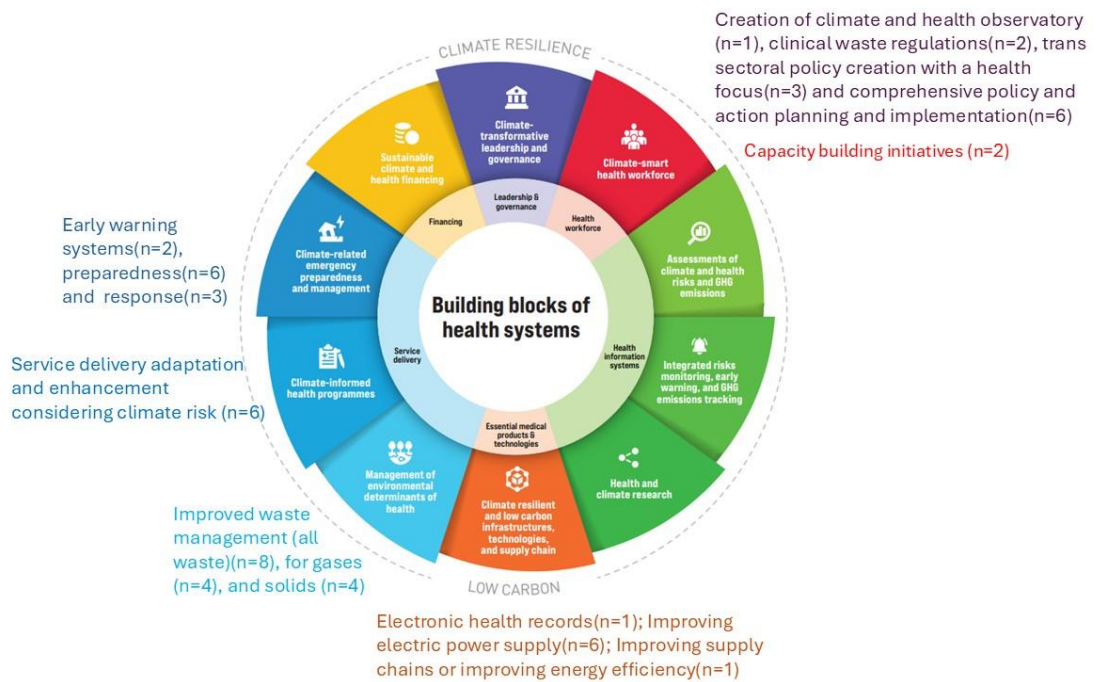 Creation of climate and health observatory
(n=1), clinical waste regulations(n=2), trans
sectoral policy creation with a health
focus(n=3) and comprehensive policy and
action planning and implementation(n=6)
Capacity building initiatives (n=2)
CLIMATE RESILIENCE
Climate-
transformative
leadership and
governance
Climate-smart
health workforce
Assessments of
climate and health
risks and GHG
emissions
Integrated risks
monitoring, early
warning, and GHG
emissions tracking
Health and
climate research
Climate resilient
and low carbon
infrastructures,
technologies,
and supply chain
Management of
environmental
determinants of
health
Climate-informed
health programmes
Climate-related
emergency
preparedness
and management
Sustainable
climate and
health financing
Leadership &
governance
Health
workforce
Health
information
systems
Essential medical
products &
technologies
Service
delivery
Financing
Building blocks of
health systems
LOW CARBON
Early warning
systems(n=2),
preparedness(n=6)
and response(n=3)
Service delivery adaptation
and enhancement
considering climate risk (n=6)
Improved waste
management (all
waste)(n=8), for gases
(n=4), and solids (n=4)
Electronic health records(n=1); Improving
electric power supply(n=6); Improving supply
chains or improving energy efficiency(n=1)